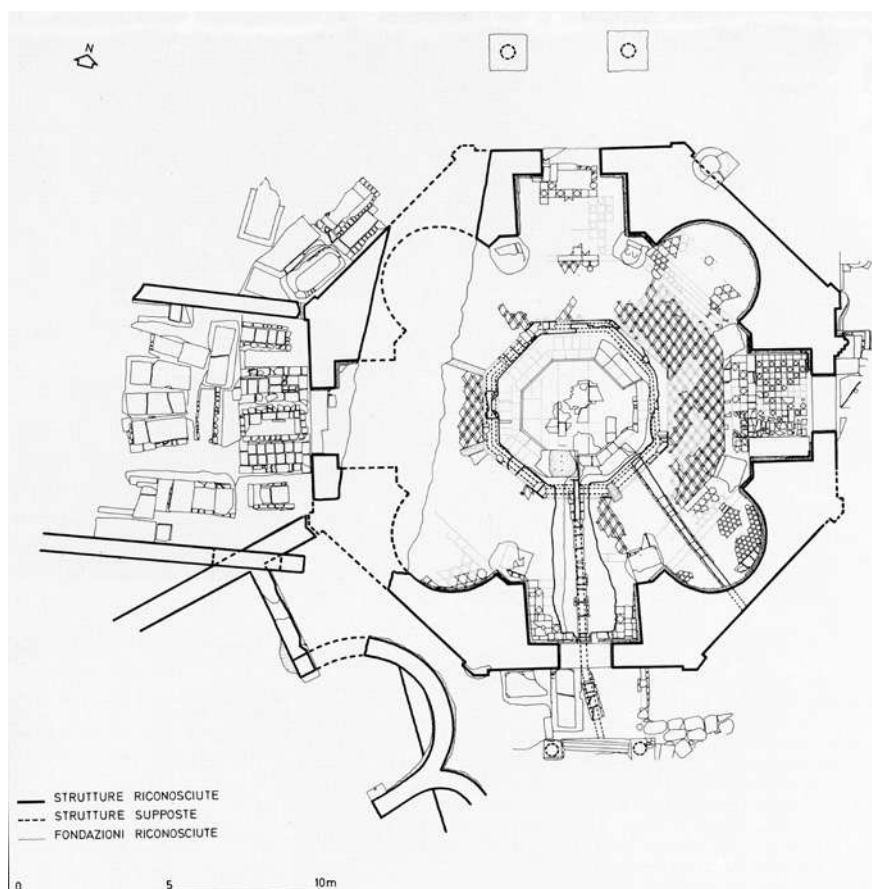 N
STRUTTURE RICONOSCIUTE
STRUTTURE SUPPOSTE
FONDAZIONI RICONOSCIUTE
0 5 10m